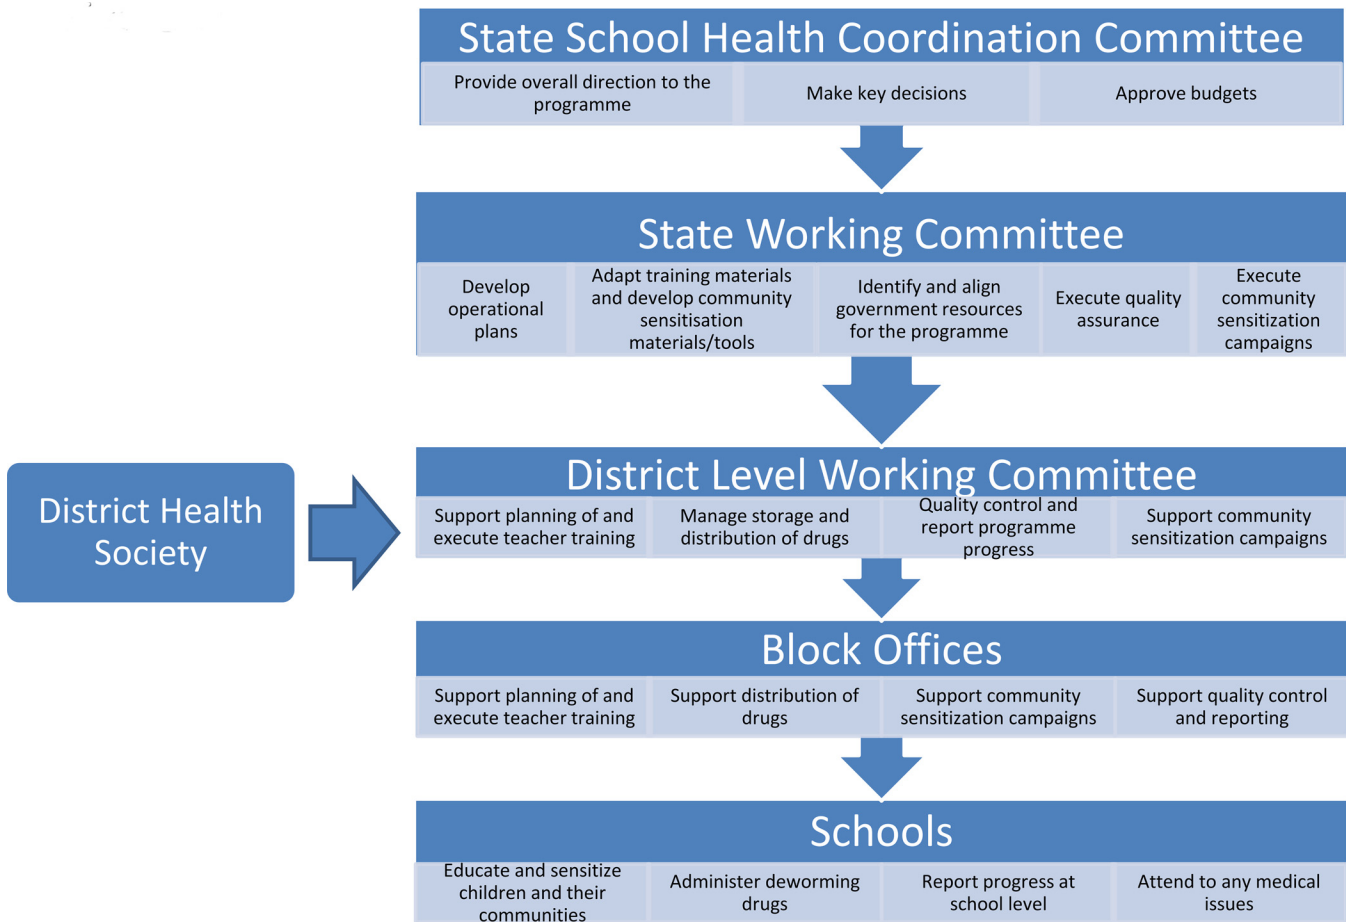 State School Health Coordination Committee
Provide overall direction to the
programme
Make key decisions
Approve budgets
State Working Committee
Develop
operational
plans
Adapt training materials
and develop community
sensitisation
materials/tools
Identify and align
government resources
for the programme
Execute quality
assurance
Execute
community
sensitization
campaigns
District Health
Society
District Level Working Committee
Support planning of and
execute teacher training
Manage storage and
distribution of drugs
Quality control and
report programme
progress
Support community
sensitization campaigns
Block Offices
Support planning of and
execute teacher training
Support distribution of
drugs
Support community
sensitization campaigns
Support quality control
and reporting
Schools
Educate and sensitize
children and their
communities
Administer deworming
drugs
Report progress at
school level
Attend to any medical
issues